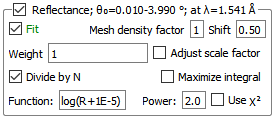 Reflectance; θ₀=0.010-3.990 °; at λ=1.541 Å
Fit Mesh density factor 1 Shift 0.50
Weight 1 Adjust scale factor
Divide by N Maximize integral
Function: log(R+1E-5) Power: 2.0 Use χ²